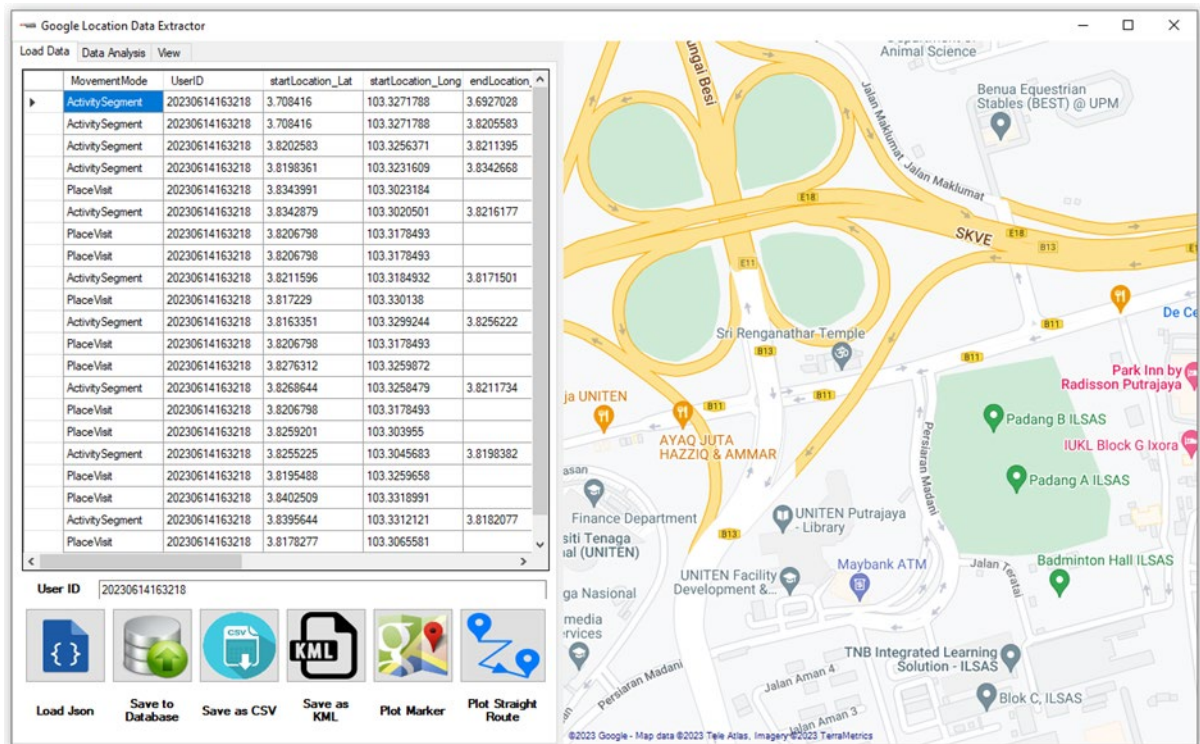 Google Location Data Extractor
Load Data Data Analysis View
MovementMode UserID startLocation_Lat startLocation_Long endLocation_
ActivitySegment 20230614163218 3.708416 103.3271788 3.6927028
ActivitySegment 20230614163218 3.708416 103.3271788 3.8205583
ActivitySegment 20230614163218 3.8202583 103.3256371 3.8211395
ActivitySegment 20230614163218 3.8198361 103.3231609 3.8342668
PlaceVisit 20230614163218 3.8343991 103.3023184
ActivitySegment 20230614163218 3.8342879 103.3020501 3.8216177
PlaceVisit 20230614163218 3.8206798 103.3178493
PlaceVisit 20230614163218 3.8206798 103.3178493
ActivitySegment 20230614163218 3.8211596 103.3184932 3.8171501
PlaceVisit 20230614163218 3.817229 103.330138
ActivitySegment 20230614163218 3.8163351 103.3299244 3.8256222
PlaceVisit 20230614163218 3.8206798 103.3178493
PlaceVisit 20230614163218 3.8276312 103.3259872
ActivitySegment 20230614163218 3.8268644 103.3258479 3.8211734
PlaceVisit 20230614163218 3.8206798 103.3178493
PlaceVisit 20230614163218 3.8259201 103.303955
ActivitySegment 20230614163218 3.8255225 103.3045683 3.8198382
PlaceVisit 20230614163218 3.8195488 103.3259658
PlaceVisit 20230614163218 3.8402509 103.3318991
ActivitySegment 20230614163218 3.8395644 103.3312121 3.8182077
PlaceVisit 20230614163218 3.8178277 103.3065581
User ID 20230614163218
CSV
KML
Load Json
Save to
Database
Save as CSV
Save as
KML
Plot Marker
Plot Straight
Route
Animal Science
ungai Besi
Benua Equestrian
Stables (BEST) @ UPM
Jalan Maklumat
Jalan Maklumat
E18
SKVE
E18
B13
E11
Sri Renganathar Temple
B13
B11
De Ce
B11
Park Inn by
Radisson Putrajaya
B11
ja UNITEN
B11
AYAQ JUTA
HAZZIQ & AMMAR
Persiaran Madani
Padang B ILSAS
IUKL Block G Ixora
Padang A ILSAS
asan
Finance Department
siti Tenaga
al (UNITEN)
UNITEN Putrajaya
- Library
B13
Maybank ATM
Jalan Teratai
Badminton Hall ILSAS
UNITEN Facility
Development &...
ga Nasional
media
rvices
TNB Integrated Learning
Solution - ILSAS
Persiaran Madani
Jalan Aman 4
Blok C, ILSAS
Jalan Aman 3
©2023 Google - Map data ©2023 Tele Atlas, Imagery ©2023 TerraMetrics